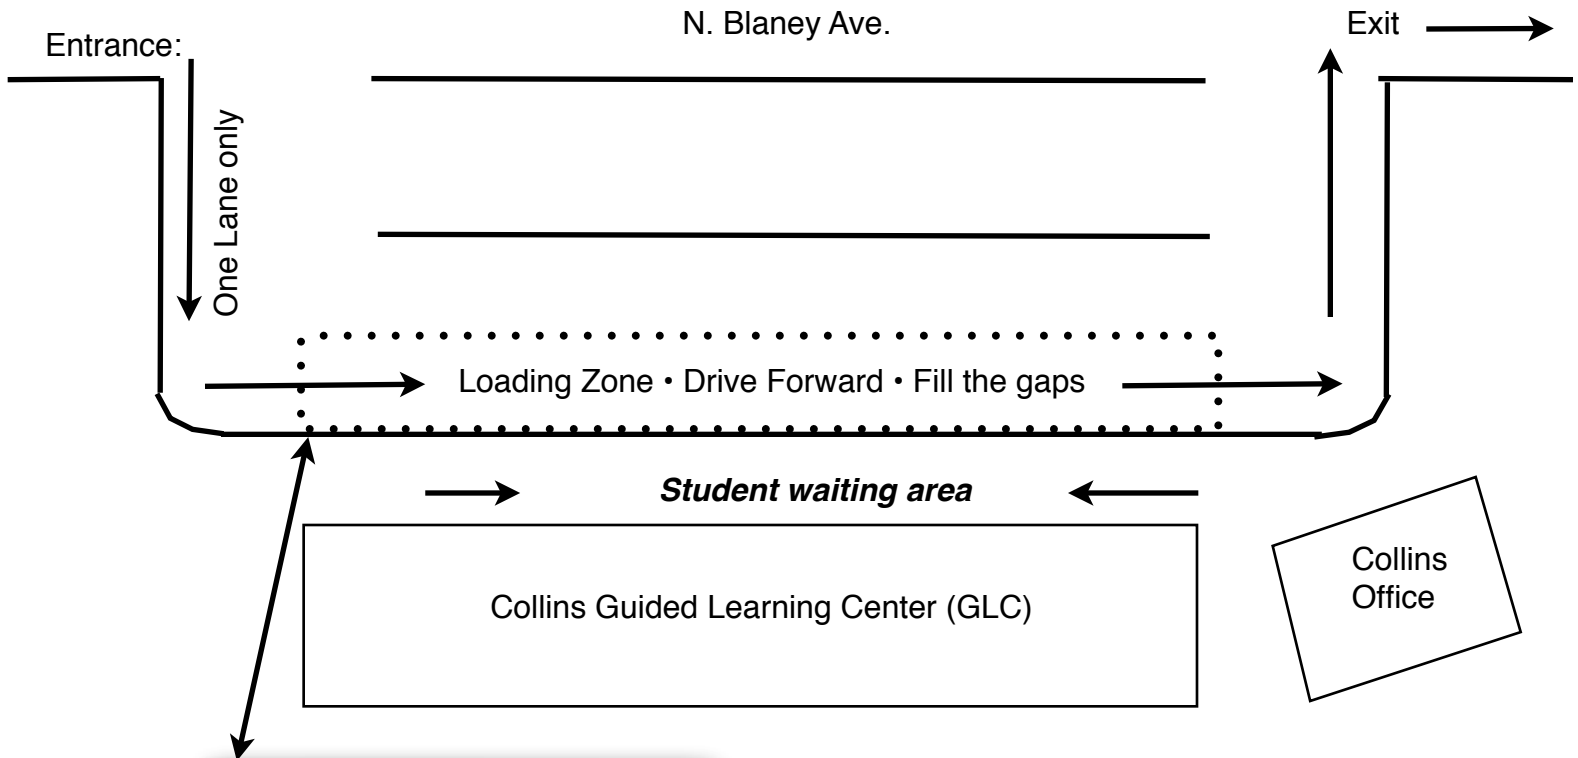 N. Blaney Ave.
Exit
Entrance:
One Lane only
Loading Zone • Drive Forward • Fill the gaps
Student waiting area
Collins Guided Learning Center (GLC)
Collins
Office